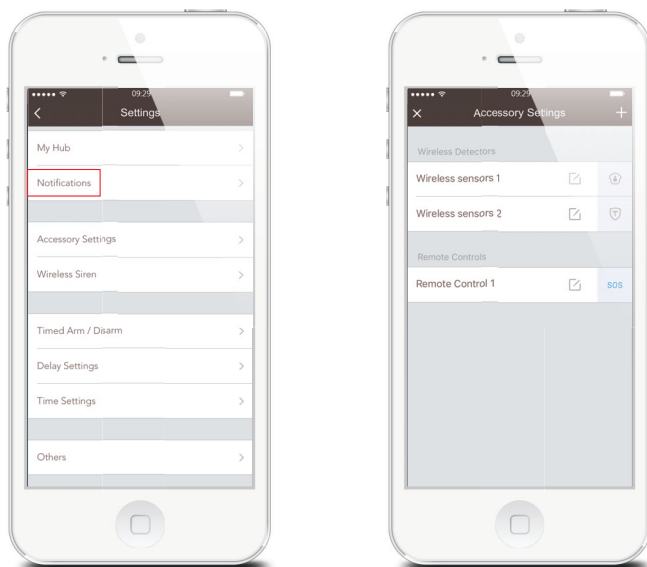 09:29
Settings
My Hub
Notifications
Accessory Settings
Wireless Siren
Timed Arm / Disarm
Delay Settings
Time Settings
Others
09:29
Accessory Settings
Wireless Detectors
Wireless sensors 1
Wireless sensors 2
Remote Controls
Remote Control 1
SOS